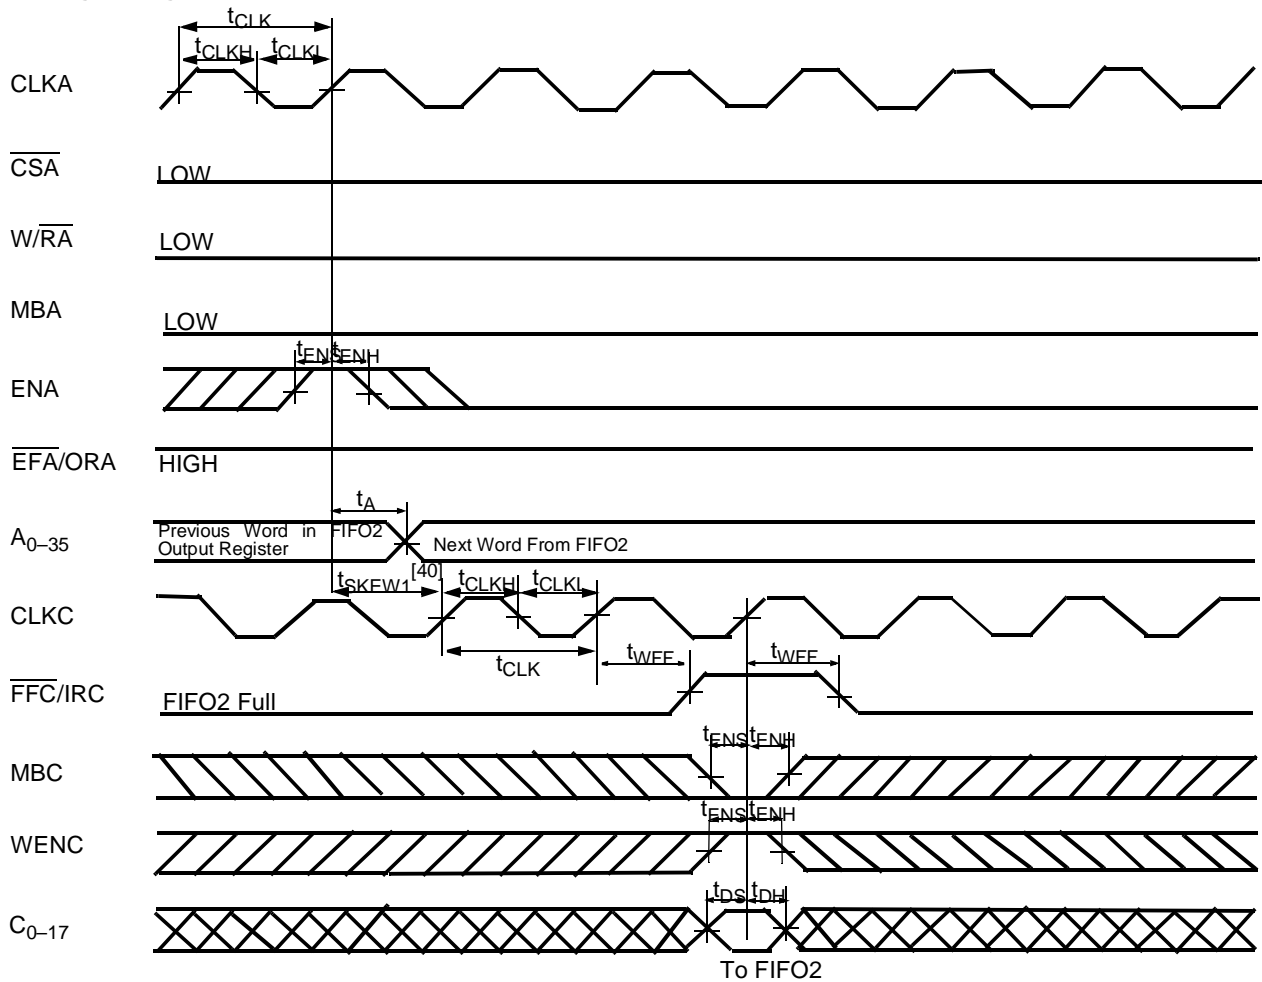 tCLK
tCLKH tCLKL
CLKA
CSA LOW
W/RA LOW
MBA LOW
tENS tENH
ENA
EFA/ORA HIGH
tA
A0–35 Previous Word in FIFO2
Output Register
Next Word From FIFO2
tSKEW1[40] tCLKH tCLKL
CLKC
tCLK tWFF tWFF
FFC/IRC FIFO2 Full
tENS tENH
MBC
tENS tENH
WENC
tDS tDH
C0–17
To FIFO2